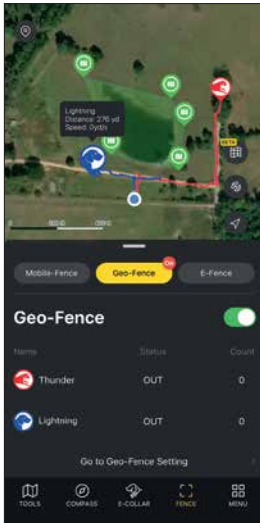 Lightning
Distance: 276 yd
Speed: 0yd/s
BETA
Mobile-Fence
Geo-Fence
ON
E-Fence
Geo-Fence
Name Status Count
Thunder OUT 0
Lightning OUT 0
Go to Geo-Fence Setting
TOOLS COMPASS E-COLLAR FENCE MENU